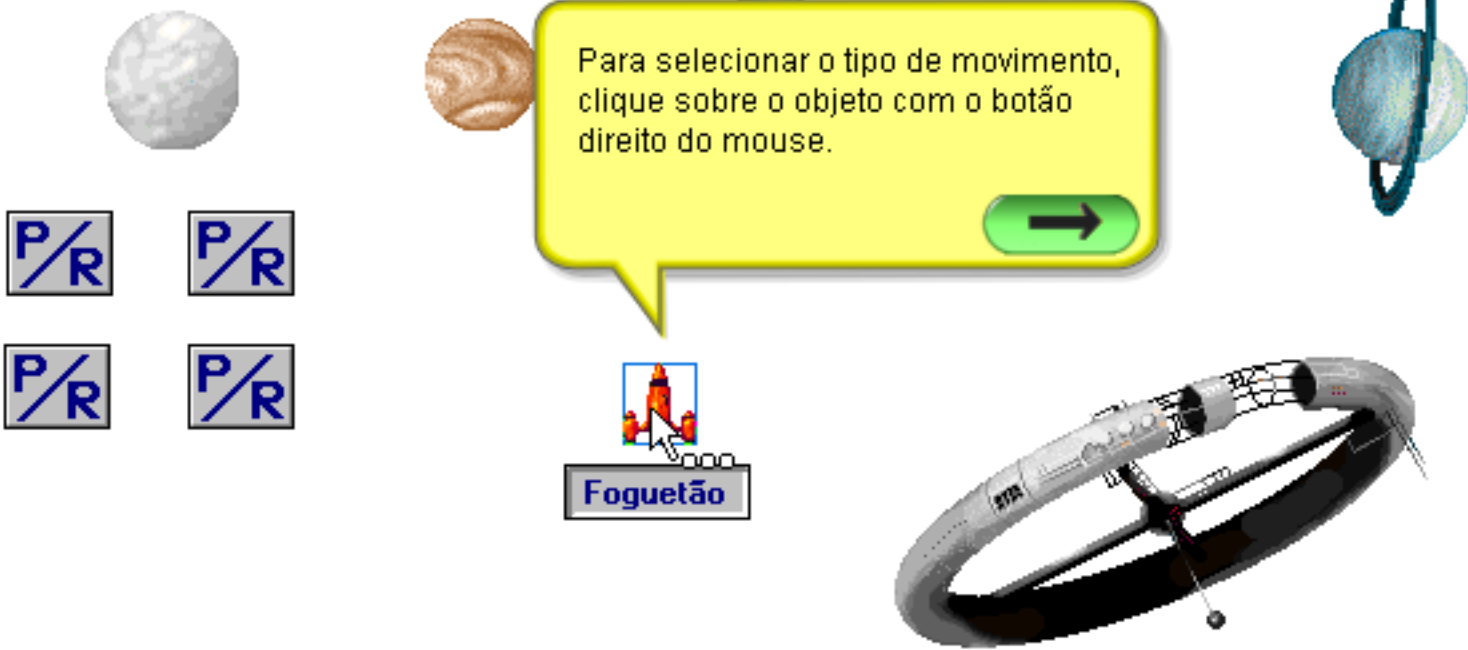 Para selecionar o tipo de movimento,
clique sobre o objeto com o botão
direito do mouse.
P/R P/R
P/R P/R
Foguetão